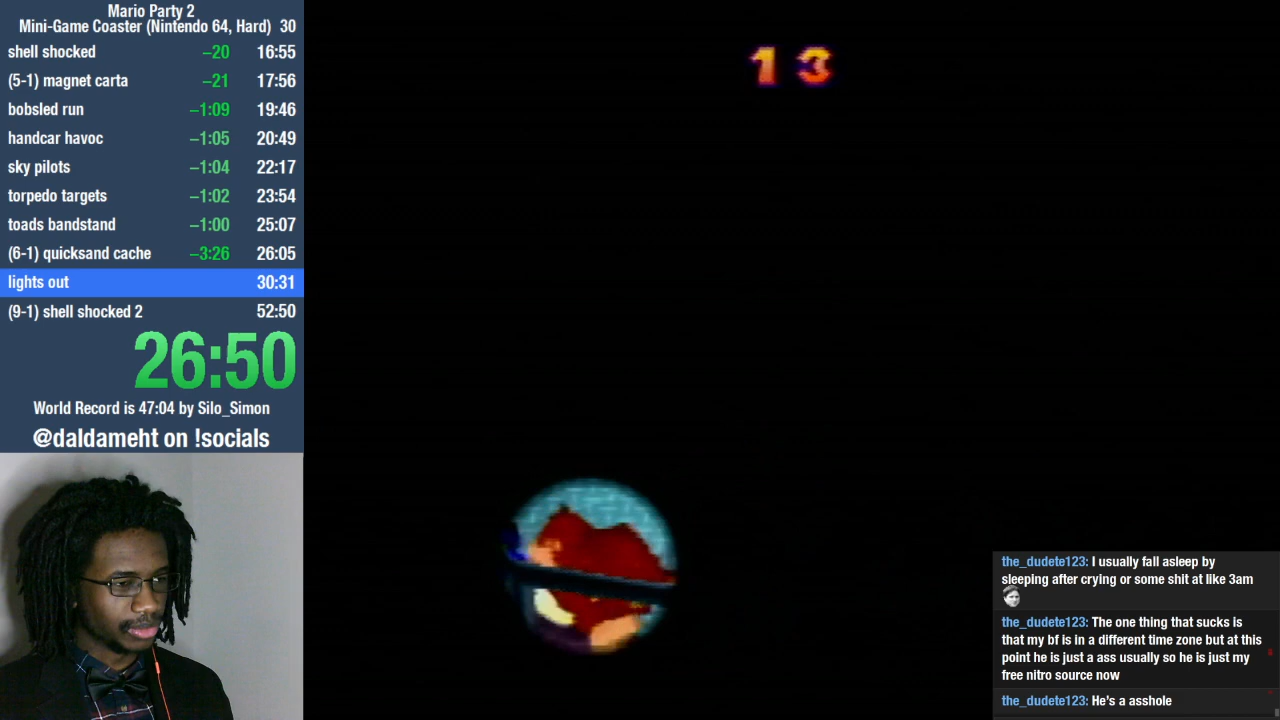 Mario Party 2
Mini-Game Coaster (Nintendo 64, Hard) 30
shell shocked –20 16:55
(5-1) magnet carta –21 17:56
bobsled run –1:09 19:46
handcar havoc –1:05 20:49
sky pilots –1:04 22:17
torpedo targets –1:02 23:54
toads bandstand –1:00 25:07
(6-1) quicksand cache –3:26 26:05
lights out 30:31
(9-1) shell shocked 2 52:50
26:50
World Record is 47:04 by Silo_Simon
@daldameht on !socials
13
the_dudete123: I usually fall asleep by
sleeping after crying or some shit at like 3am
the_dudete123: The one thing that sucks is
that my bf is in a different time zone but at this
point he is just a ass usually so he is just my
free nitro source now
the_dudete123: He's a asshole